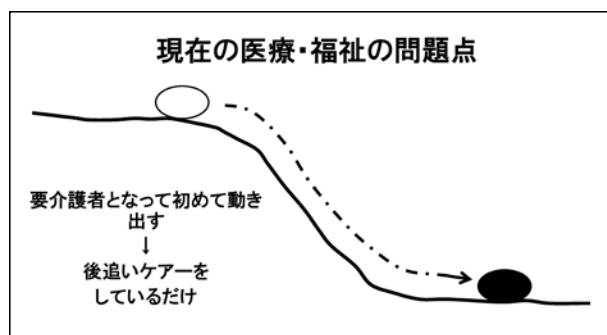 現在の医療・福祉の問題点
要介護者となって初めて動き
出す
↓
後追いケアーを
しているだけ